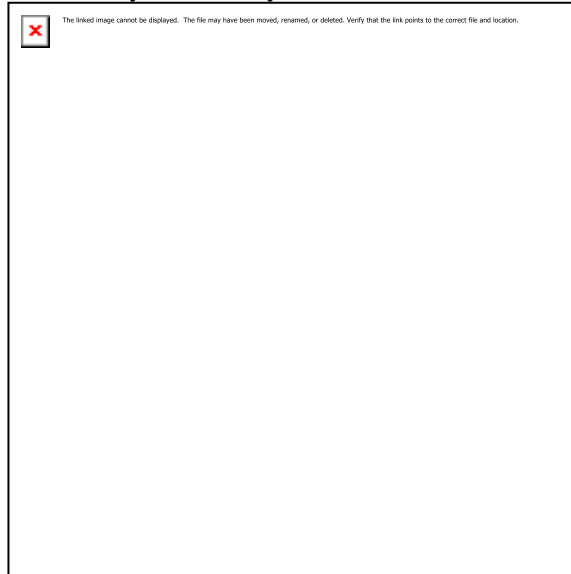 The linked image cannot be displayed.  The file may have been moved, renamed, or deleted. Verify that the link points to the correct file and location.